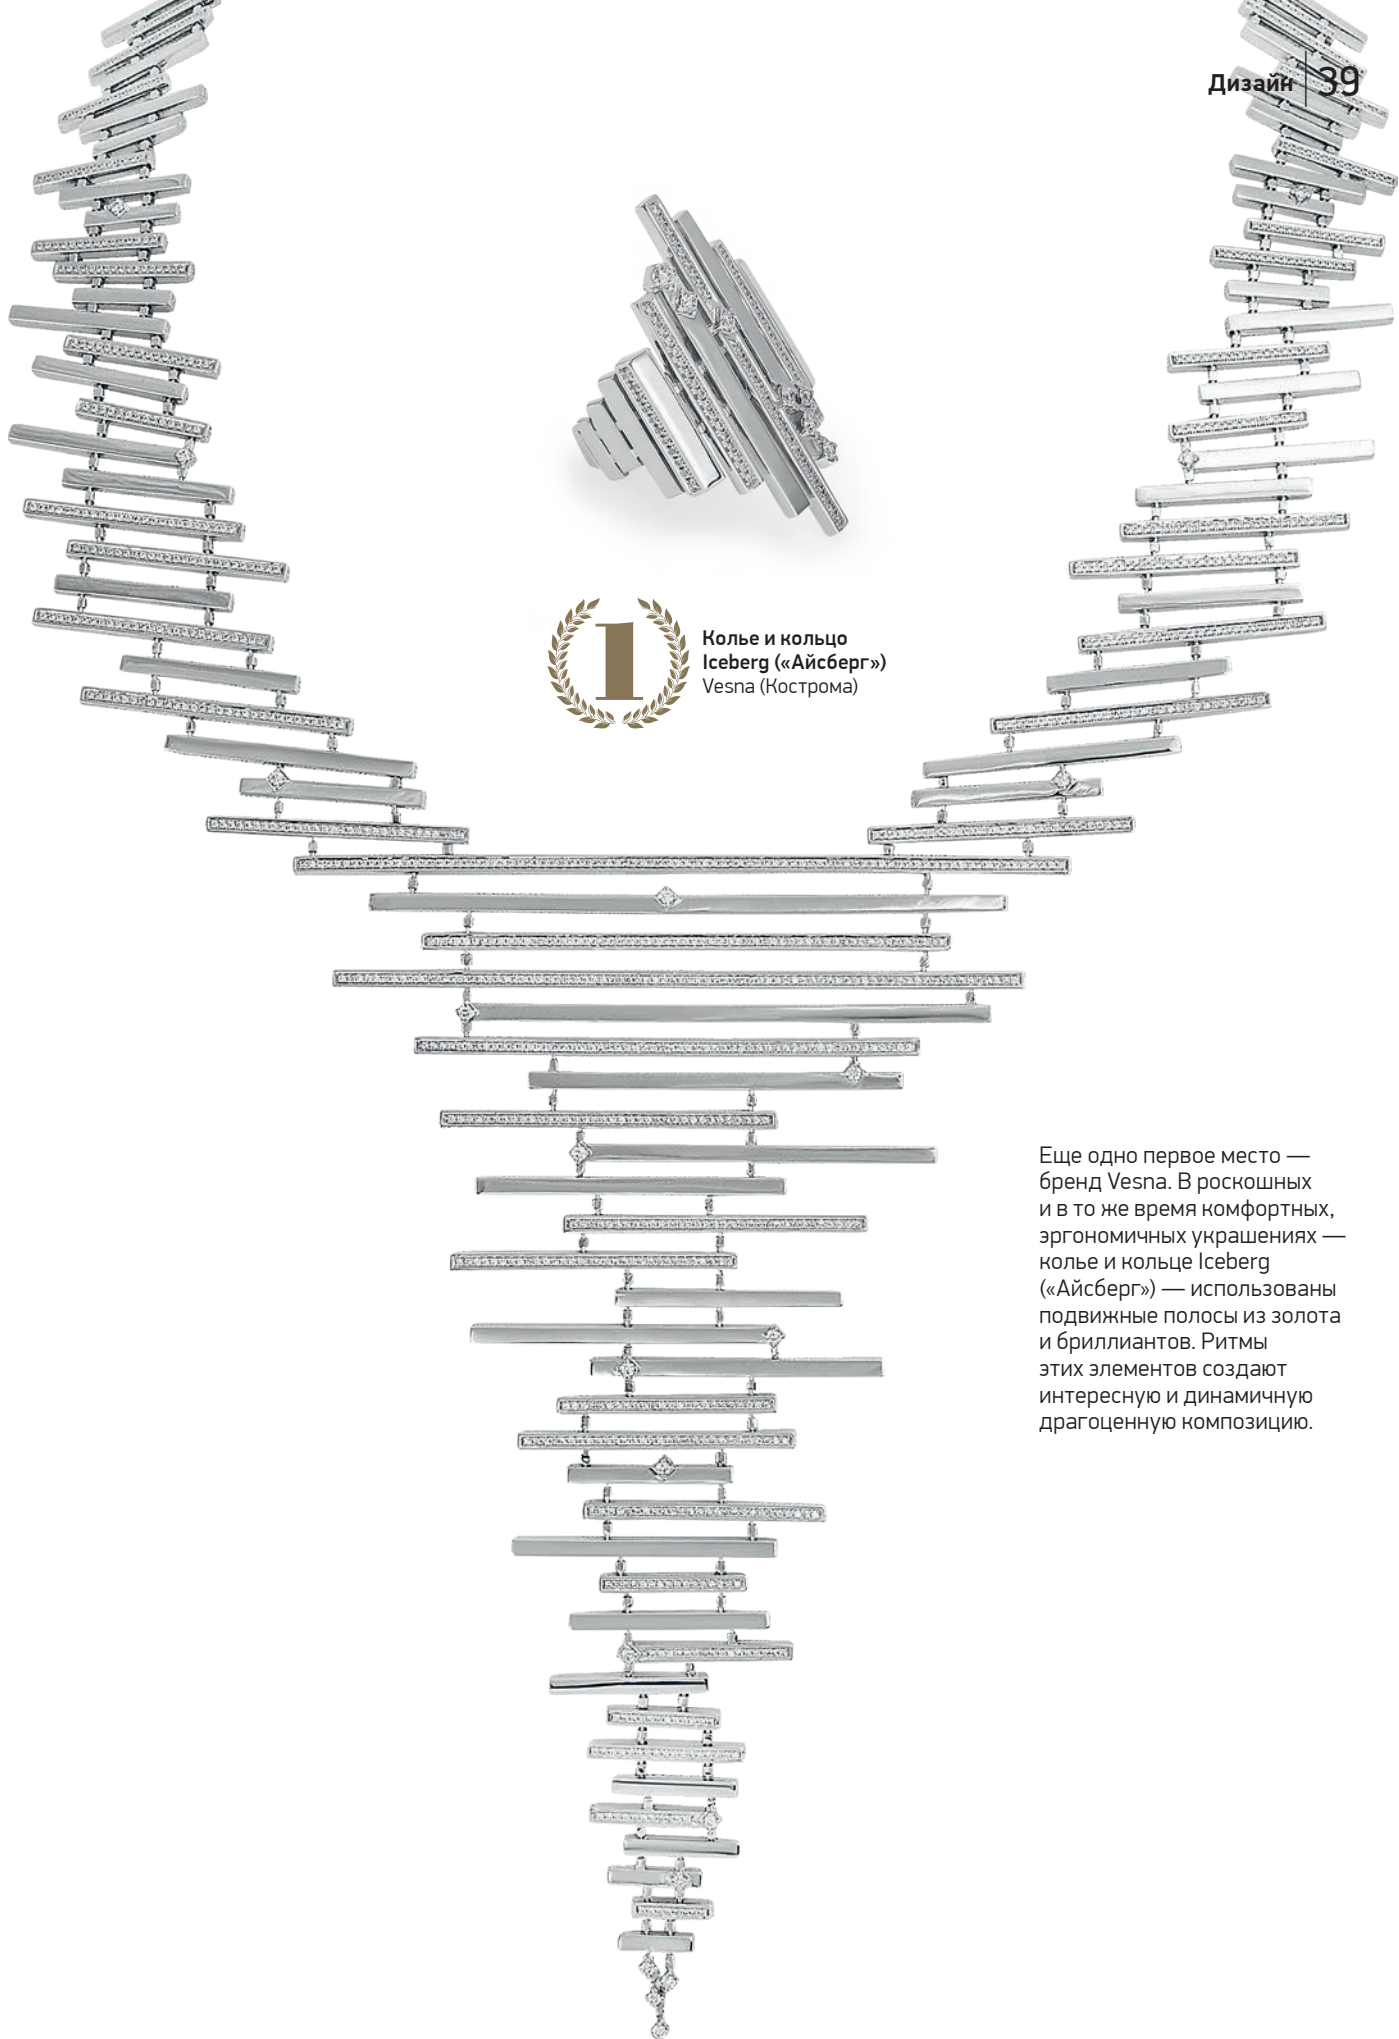 Дизайн | 39
1
Колье и кольцо
Iceberg («Айсберг»)
Vesna (Кострома)
Еще одно первое место —
бренд Vesna. В роскошных
и в то же время комфортных,
эргономичных украшениях —
колье и кольце Iceberg
(«Айсберг») — использованы
подвижные полосы из золота
и бриллиантов. Ритмы
этих элементов создают
интересную и динамичную
драгоценную композицию.